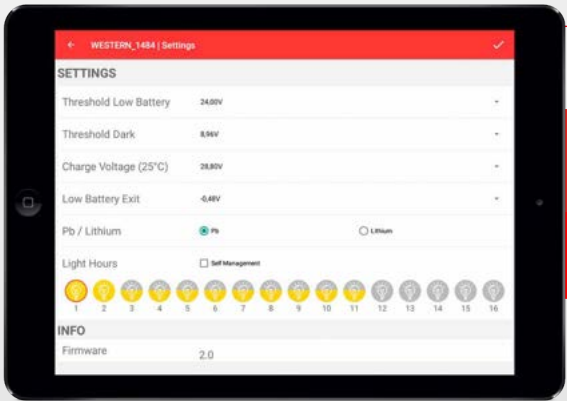 WESTERN_1484 | Settings
SETTINGS
Threshold Low Battery 24,00V
Threshold Dark 8,96V
Charge Voltage (25°C) 28,80V
Low Battery Exit -0,48V
Pb / Lithium Pb Lithium
Light Hours Self Management
1 2 3 4 5 6 7 8 9 10 11 12 13 14 15 16
INFO
Firmware 2.0